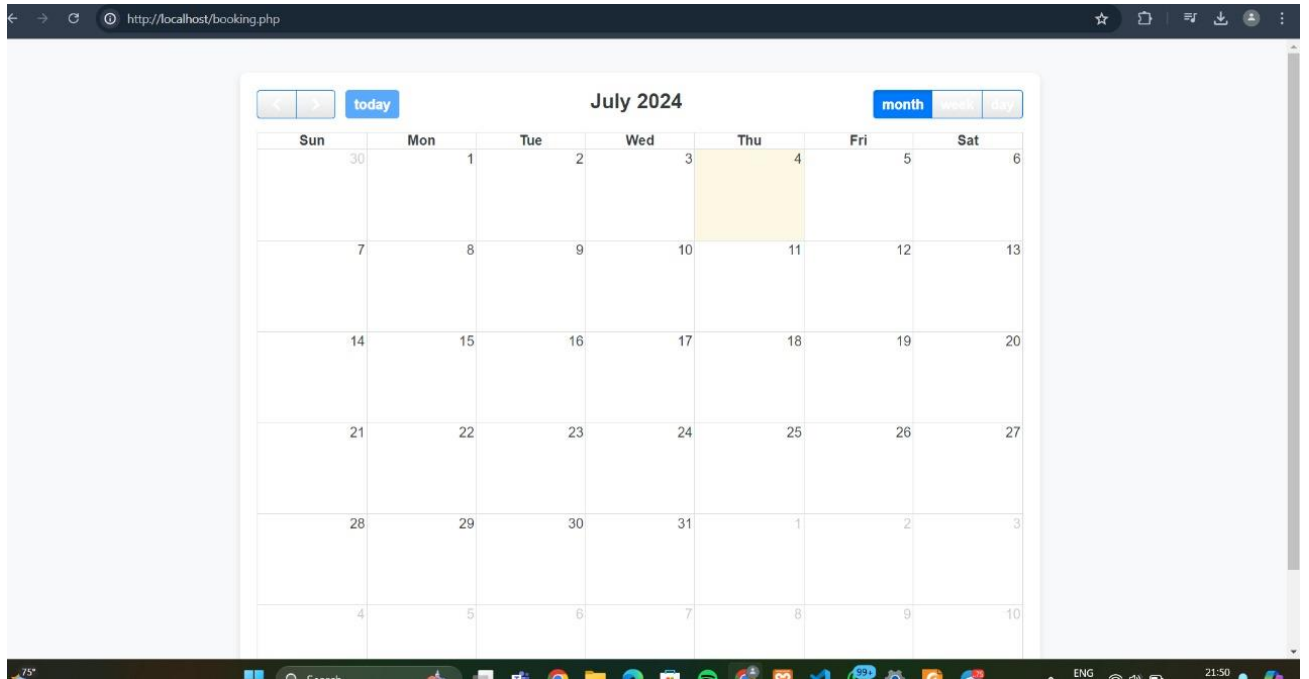 http://localhost/booking.php
today July 2024 month week day
Sun Mon Tue Wed Thu Fri Sat
30 1 2 3 4 5 6
7 8 9 10 11 12 13
14 15 16 17 18 19 20
21 22 23 24 25 26 27
28 29 30 31 1 2 3
4 5 6 7 8 9 10
75° Search 99+ ENG 21:50